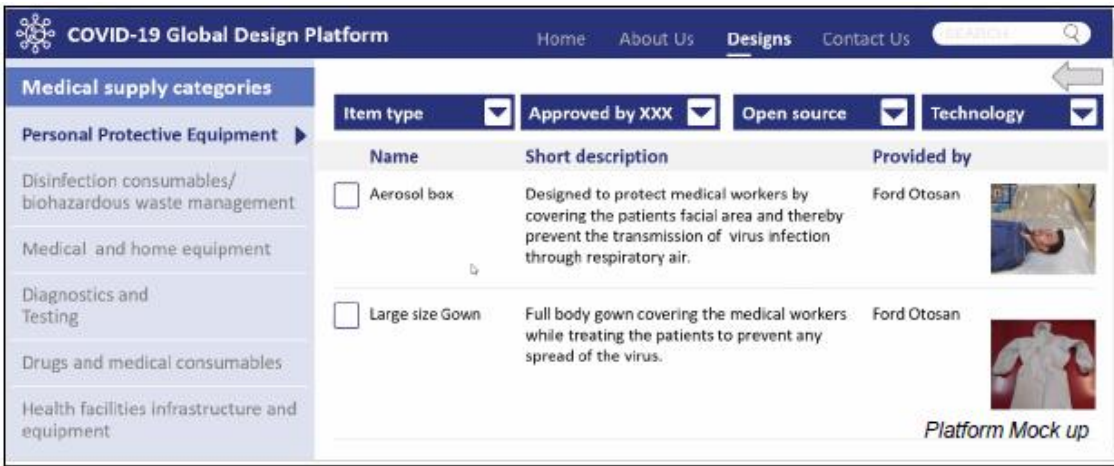 COVID-19 Global Design Platform
Home About Us Designs Contact Us SEARCH
Medical supply categories
Personal Protective Equipment
Disinfection consumables/
biohazardous waste management
Medical and home equipment
Diagnostics and
Testing
Drugs and medical consumables
Health facilities infrastructure and
equipment
Item type Approved by XXX Open source Technology
Name Short description Provided by
Aerosol box
Designed to protect medical workers by
covering the patients facial area and thereby
prevent the transmission of virus infection
through respiratory air.
Ford Otosan
Large size Gown
Full body gown covering the medical workers
while treating the patients to prevent any
spread of the virus.
Ford Otosan
Platform Mock up